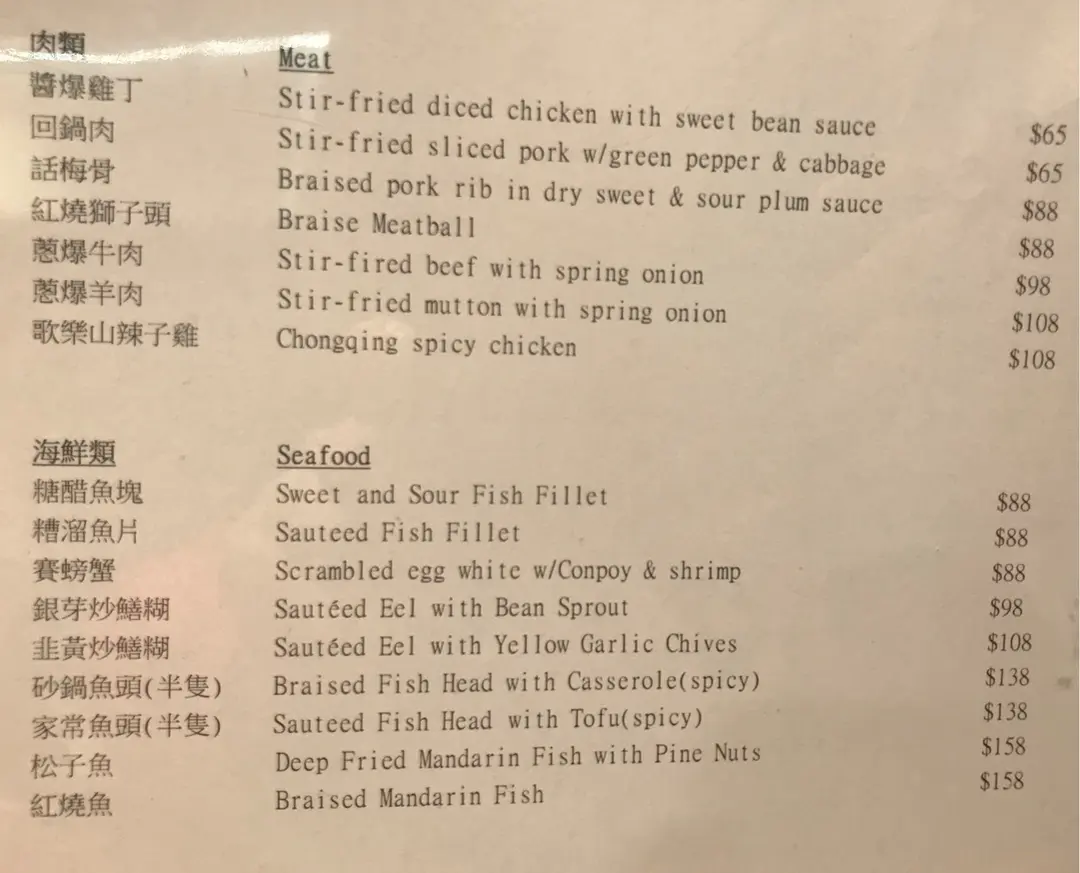 肉類 Meat
醬爆雞丁 Stir-fried diced chicken with sweet bean sauce $65
回鍋肉 Stir-fried sliced pork w/green pepper & cabbage $65
話梅骨 Braised pork rib in dry sweet & sour plum sauce $88
紅燒獅子頭 Braise Meatball $88
蔥爆牛肉 Stir-fired beef with spring onion $98
蔥爆羊肉 Stir-fried mutton with spring onion $108
歌樂山辣子雞 Chongqing spicy chicken $108
海鮮類 Seafood
糖醋魚塊 Sweet and Sour Fish Fillet $88
糟溜魚片 Sauteed Fish Fillet $88
賽螃蟹 Scrambled egg white w/Conpoy & shrimp $88
銀芽炒鱔糊 Sautéed Eel with Bean Sprout $98
韭黃炒鱔糊 Sautéed Eel with Yellow Garlic Chives $108
砂鍋魚頭(半隻) Braised Fish Head with Casserole(spicy) $138
家常魚頭(半隻) Sauteed Fish Head with Tofu(spicy) $138
松子魚 Deep Fried Mandarin Fish with Pine Nuts $158
紅燒魚 Braised Mandarin Fish $158